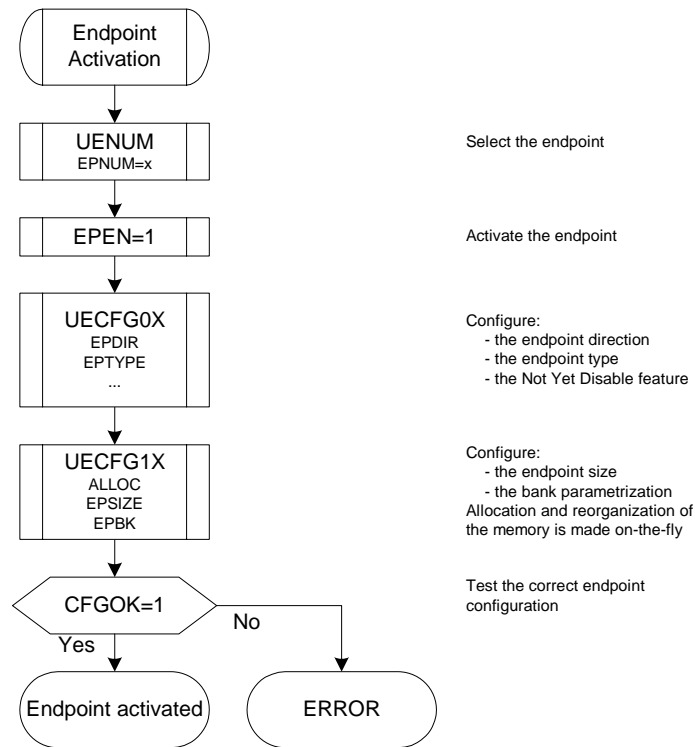 Endpoint
Activation
UENUM
EPNUM=x
Select the endpoint
EPEN=1
Activate the endpoint
UECFG0X
EPDIR
EPTYPE
...
Configure:
- the endpoint direction
- the endpoint type
- the Not Yet Disable feature
UECFG1X
ALLOC
EPSIZE
EPBK
Configure:
- the endpoint size
- the bank parametrization
Allocation and reorganization of
the memory is made on-the-fly
CFGOK=1
Test the correct endpoint
configuration
No
Yes
Endpoint activated
ERROR